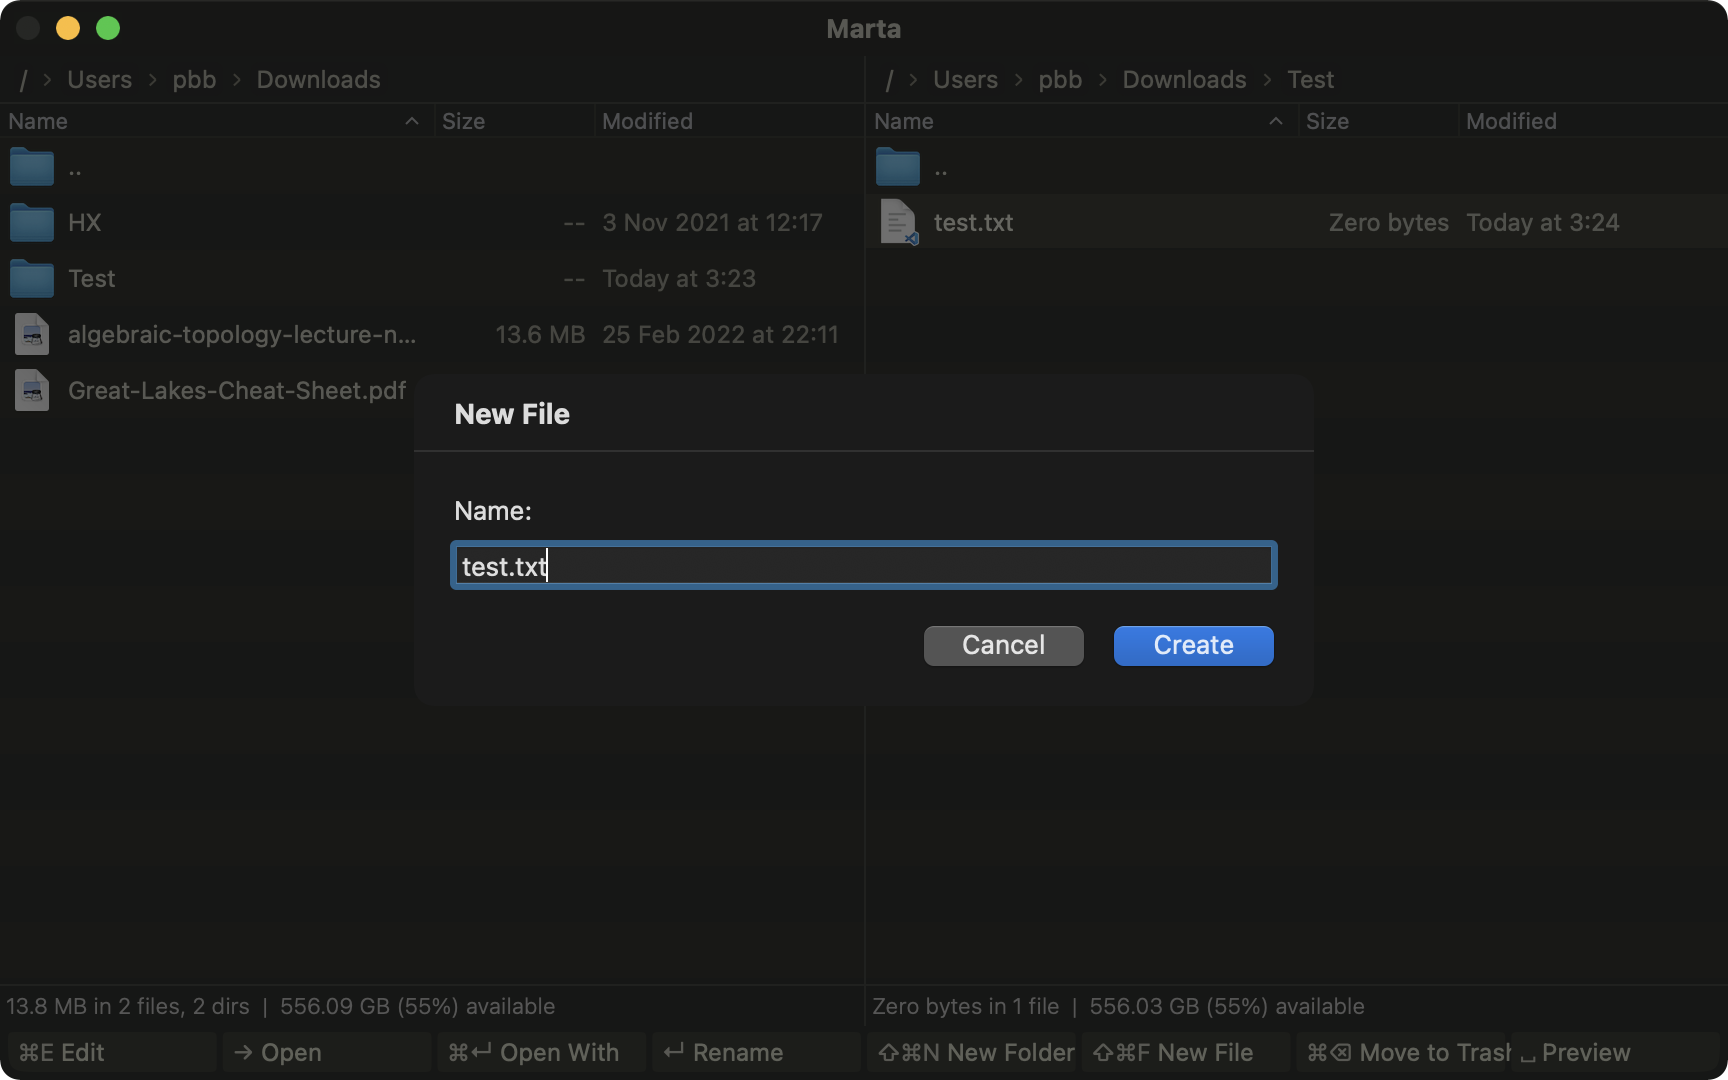 Marta
/ > Users > pbb > Downloads
Name Size Modified
..
HX -- 3 Nov 2021 at 12:17
Test -- Today at 3:23
algebraic-topology-lecture-n... 13.6 MB 25 Feb 2022 at 22:11
Great-Lakes-Cheat-Sheet.pdf
/ > Users > pbb > Downloads > Test
Name Size Modified
..
test.txt Zero bytes Today at 3:24
New File
Name:
test.txt
Cancel Create
13.8 MB in 2 files, 2 dirs | 556.09 GB (55%) available
Zero bytes in 1 file | 556.03 GB (55%) available
⌘E Edit → Open ⌘↩ Open With ↩ Rename ⇧⌘N New Folder ⇧⌘F New File ⌘⌫ Move to Trash ⎵ Preview